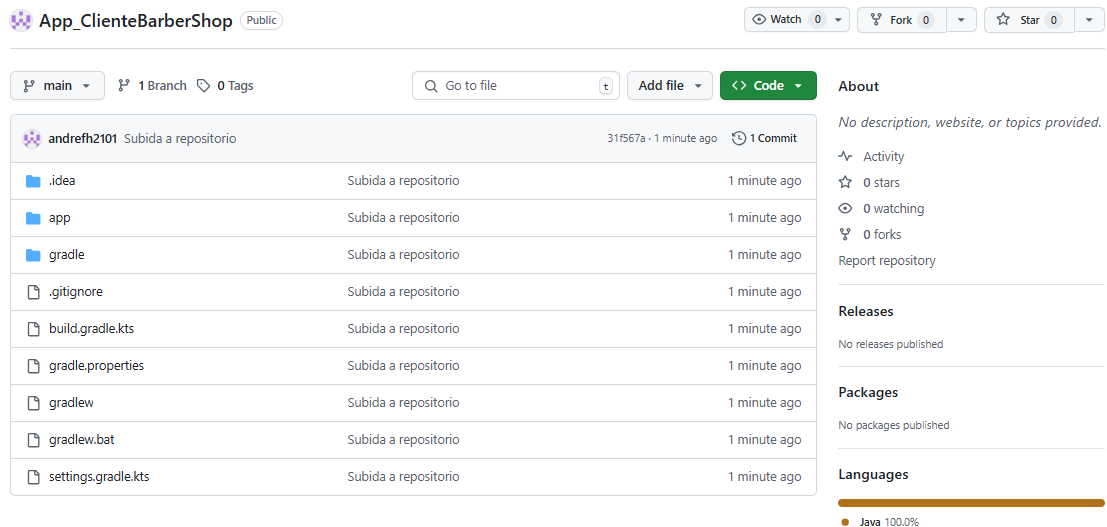 App_ClienteBarberShop Public Watch 0 Fork 0 Star 0
main 1 Branch 0 Tags Go to file t Add file Code
andrefh2101 Subida a repositorio 31f567a · 1 minute ago 1 Commit
.idea Subida a repositorio 1 minute ago
app Subida a repositorio 1 minute ago
gradle Subida a repositorio 1 minute ago
.gitignore Subida a repositorio 1 minute ago
build.gradle.kts Subida a repositorio 1 minute ago
gradle.properties Subida a repositorio 1 minute ago
gradlew Subida a repositorio 1 minute ago
gradlew.bat Subida a repositorio 1 minute ago
settings.gradle.kts Subida a repositorio 1 minute ago
About
No description, website, or topics provided.
Activity
0 stars
0 watching
0 forks
Report repository
Releases
No releases published
Packages
No packages published
Languages
Java 100.0%